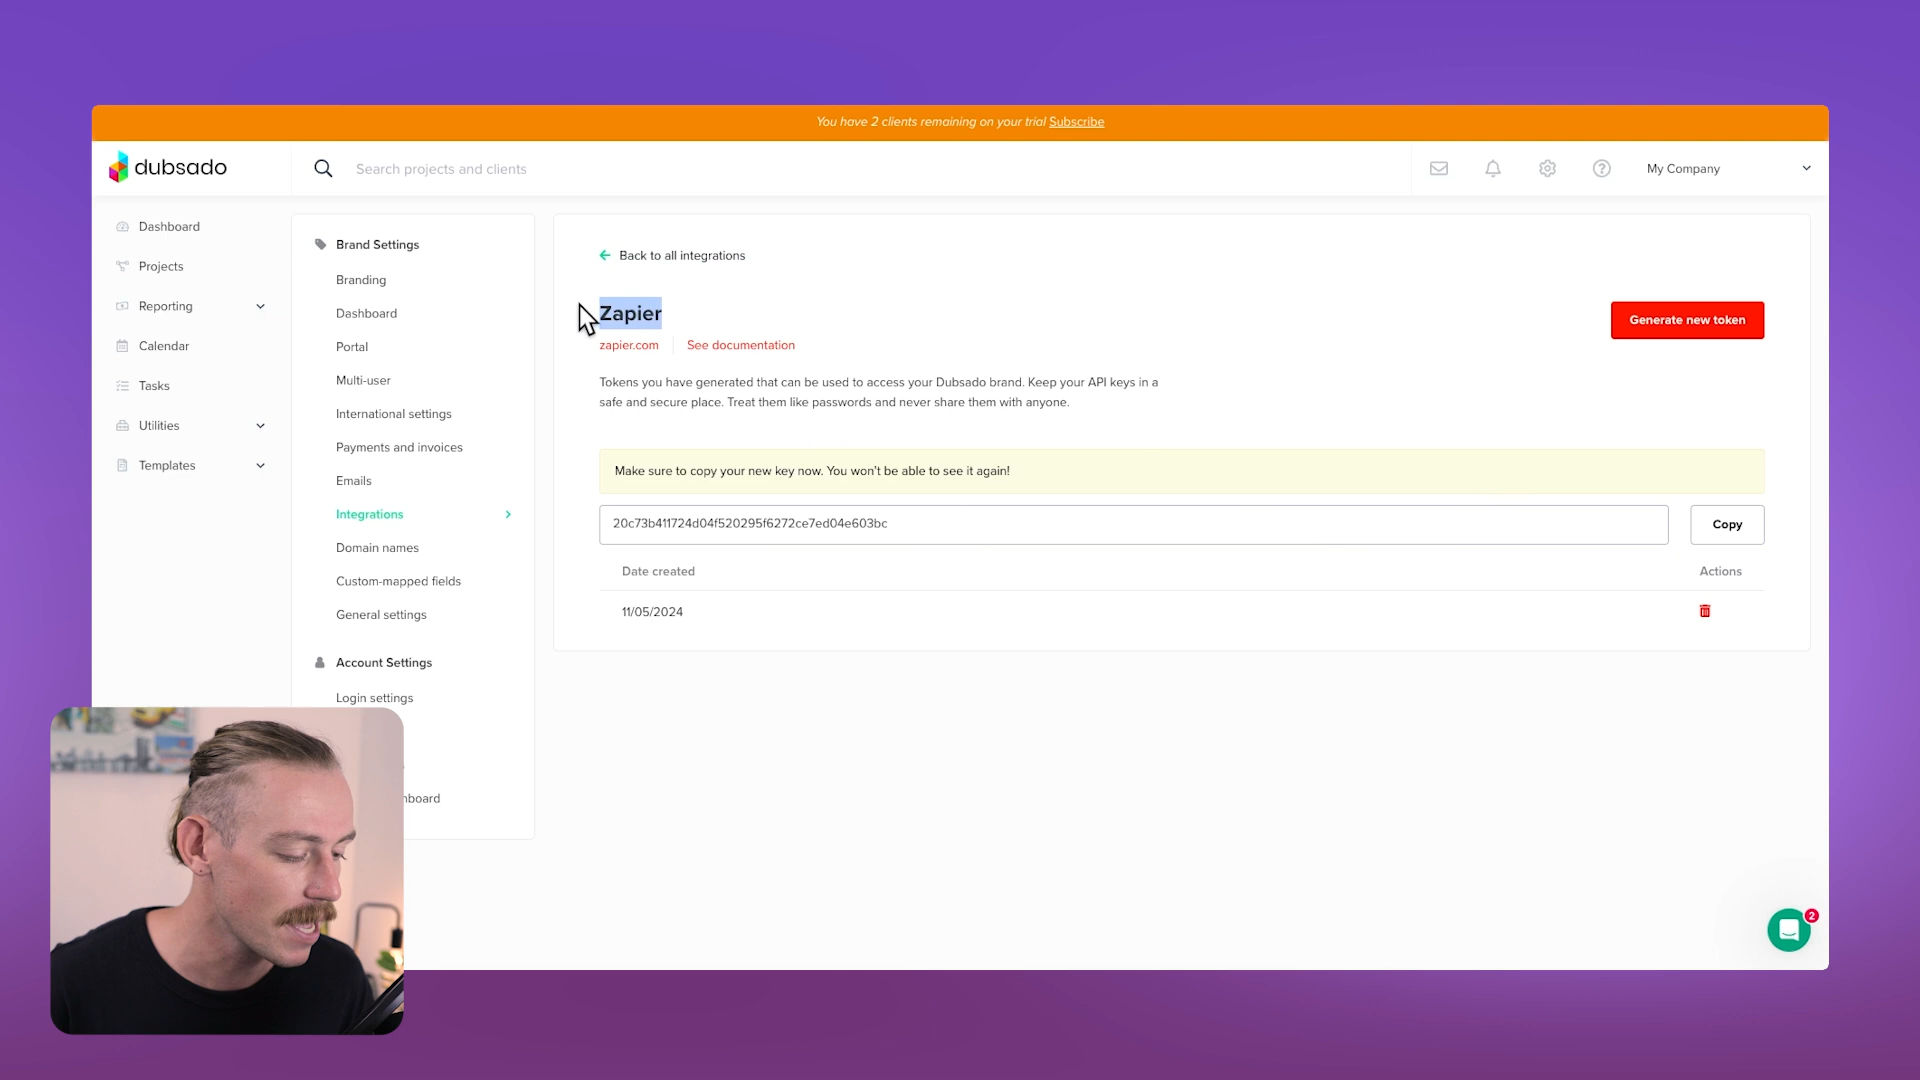 You have 2 clients remaining on your trial Subscribe
dubsado
Search projects and clients
My Company
Dashboard
Projects
Reporting
Calendar
Tasks
Utilities
Templates
Brand Settings
Branding
Dashboard
Portal
Multi-user
International settings
Payments and invoices
Emails
Integrations
Domain names
Custom-mapped fields
General settings
Account Settings
Login settings
board
Back to all integrations
Zapier
Generate new token
zapier.com
See documentation
Tokens you have generated that can be used to access your Dubsado brand. Keep your API keys in a
safe and secure place. Treat them like passwords and never share them with anyone.
Make sure to copy your new key now. You won't be able to see it again!
20c73b411724d04f520295f6272ce7ed04e603bc
Copy
Date created
Actions
11/05/2024
2